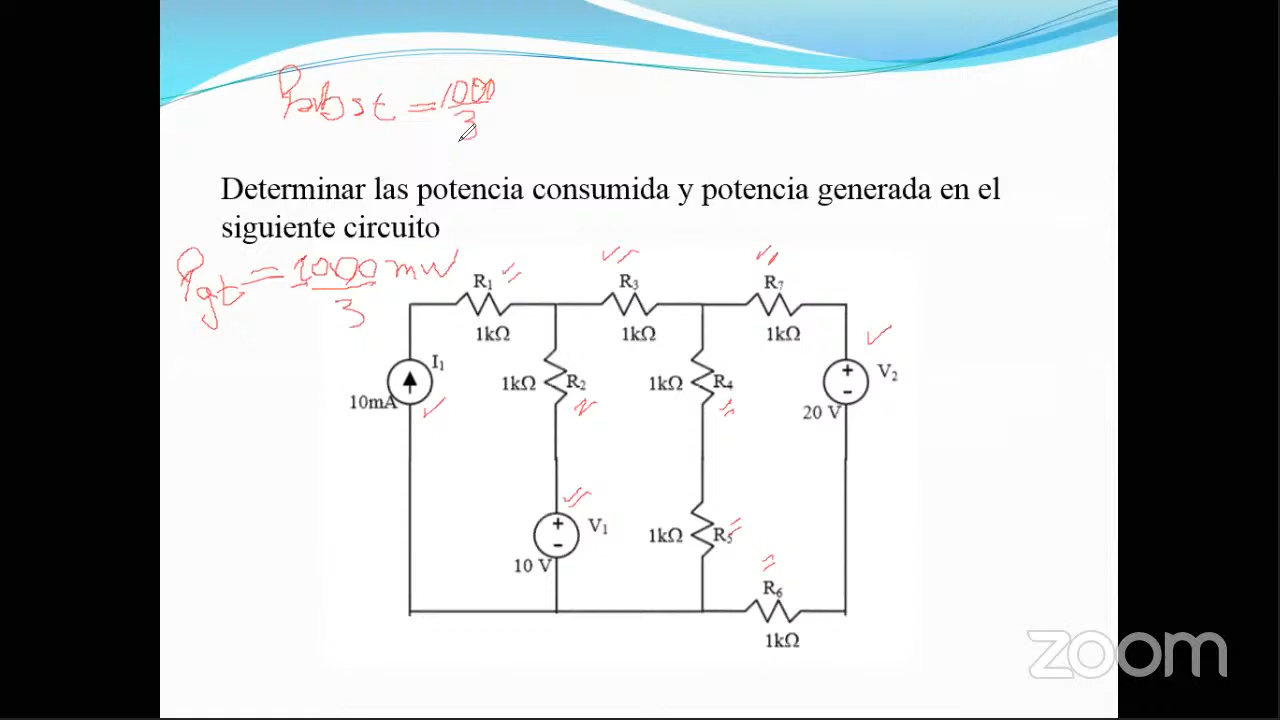 Pabst = 1000
3
Determinar las potencia consumida y potencia generada en el
siguiente circuito
Pgt = 1000 mw
3
R1
R3
R7
1kΩ
1kΩ
1kΩ
I1
10mA
1kΩ
R2
1kΩ
R4
V2
20 V
V1
10 V
1kΩ
R5
R6
1kΩ
zoom